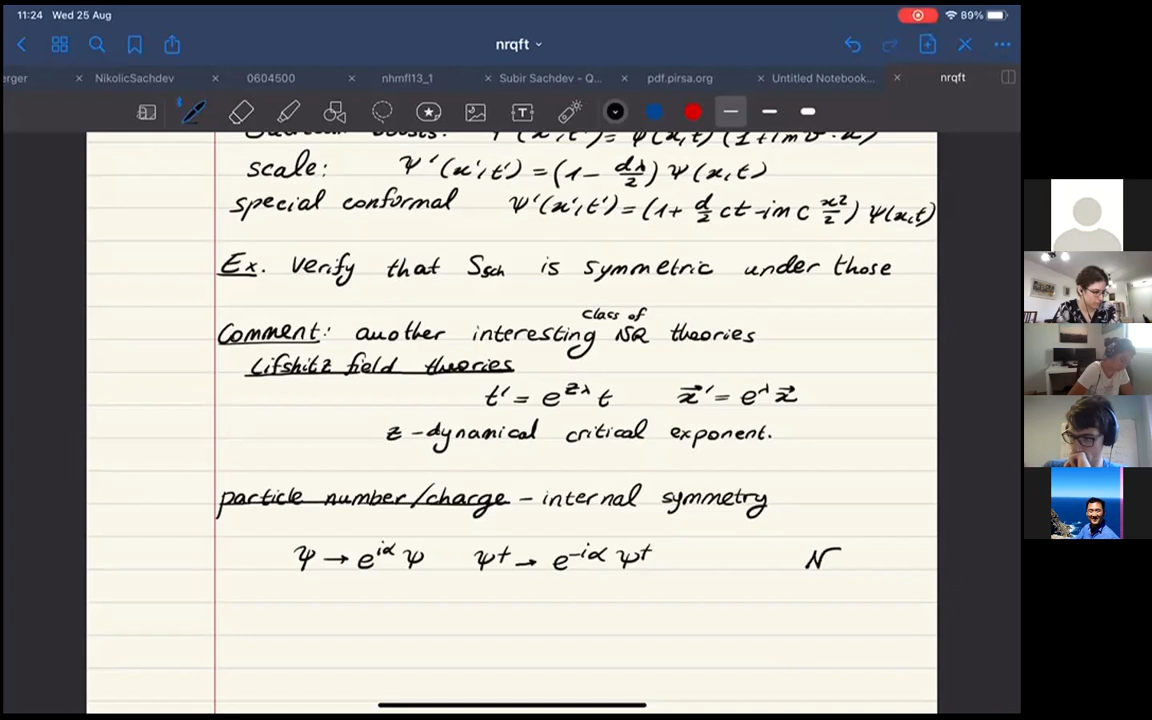 11:24 Wed 25 Aug
89%
nrqft
erger
NikolicSachdev
0604500
nhmfl13_1
Subir Sachdev - Q...
pdf.pirsa.org
Untitled Notebook...
nrqft
scale: ψ'(x',t') = (1 - dλ/2) ψ(x,t)
special conformal ψ'(x',t') = (1 + d/2 ct - imc x²/2) ψ(x,t)
Ex. Verify that Ssch is symmetric under those
class of
Comment: another interesting NR theories
Lifshitz field theories
t' = e^{zλ} t x⃗' = e^λ x⃗
z - dynamical critical exponent.
particle number/charge - internal symmetry
ψ → e^{iα} ψ ψ† → e^{-iα} ψ† N